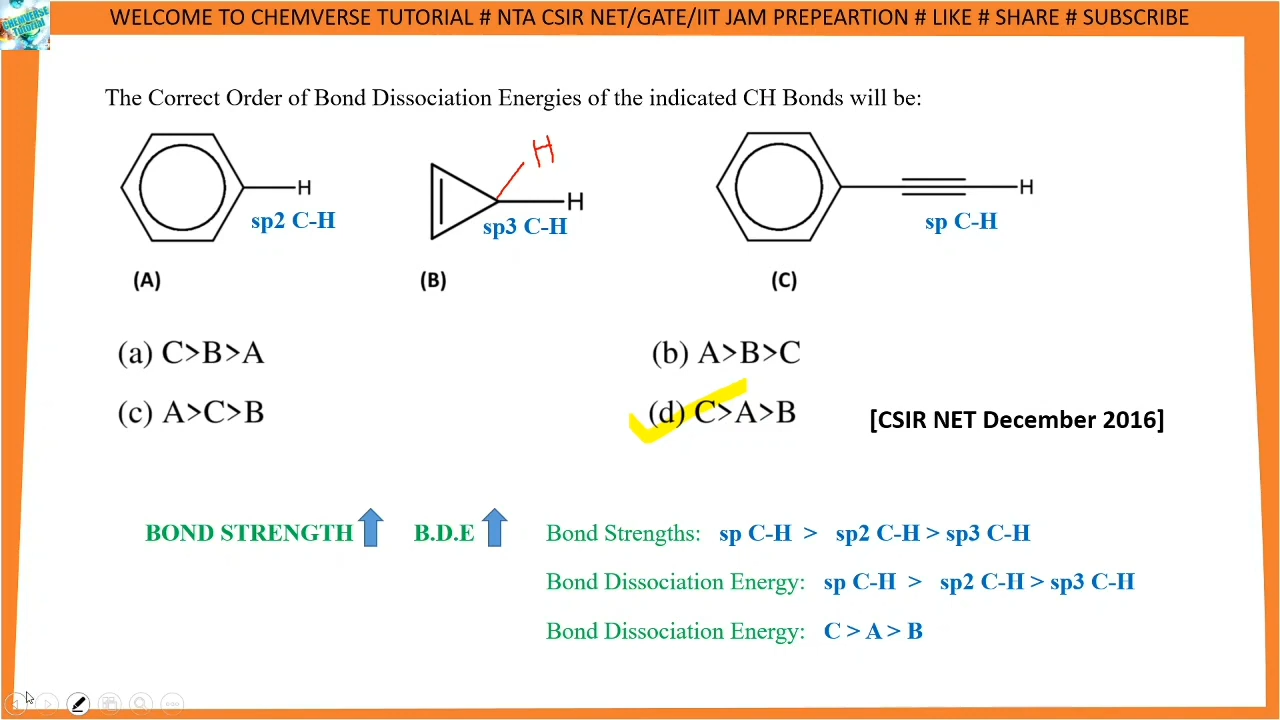 WELCOME TO CHEMVERSE TUTORIAL # NTA CSIR NET/GATE/IIT JAM PREPEARTION # LIKE # SHARE # SUBSCRIBE
CHEMVERSE
TUTORIAL
The Correct Order of Bond Dissociation Energies of the indicated CH Bonds will be:
H
H H
H
sp2 C-H sp3 C-H sp C-H
(A) (B) (C)
(a) C>B>A (b) A>B>C
(c) A>C>B (d) C>A>B [CSIR NET December 2016]
BOND STRENGTH B.D.E Bond Strengths: sp C-H > sp2 C-H > sp3 C-H
Bond Dissociation Energy: sp C-H > sp2 C-H > sp3 C-H
Bond Dissociation Energy: C > A > B